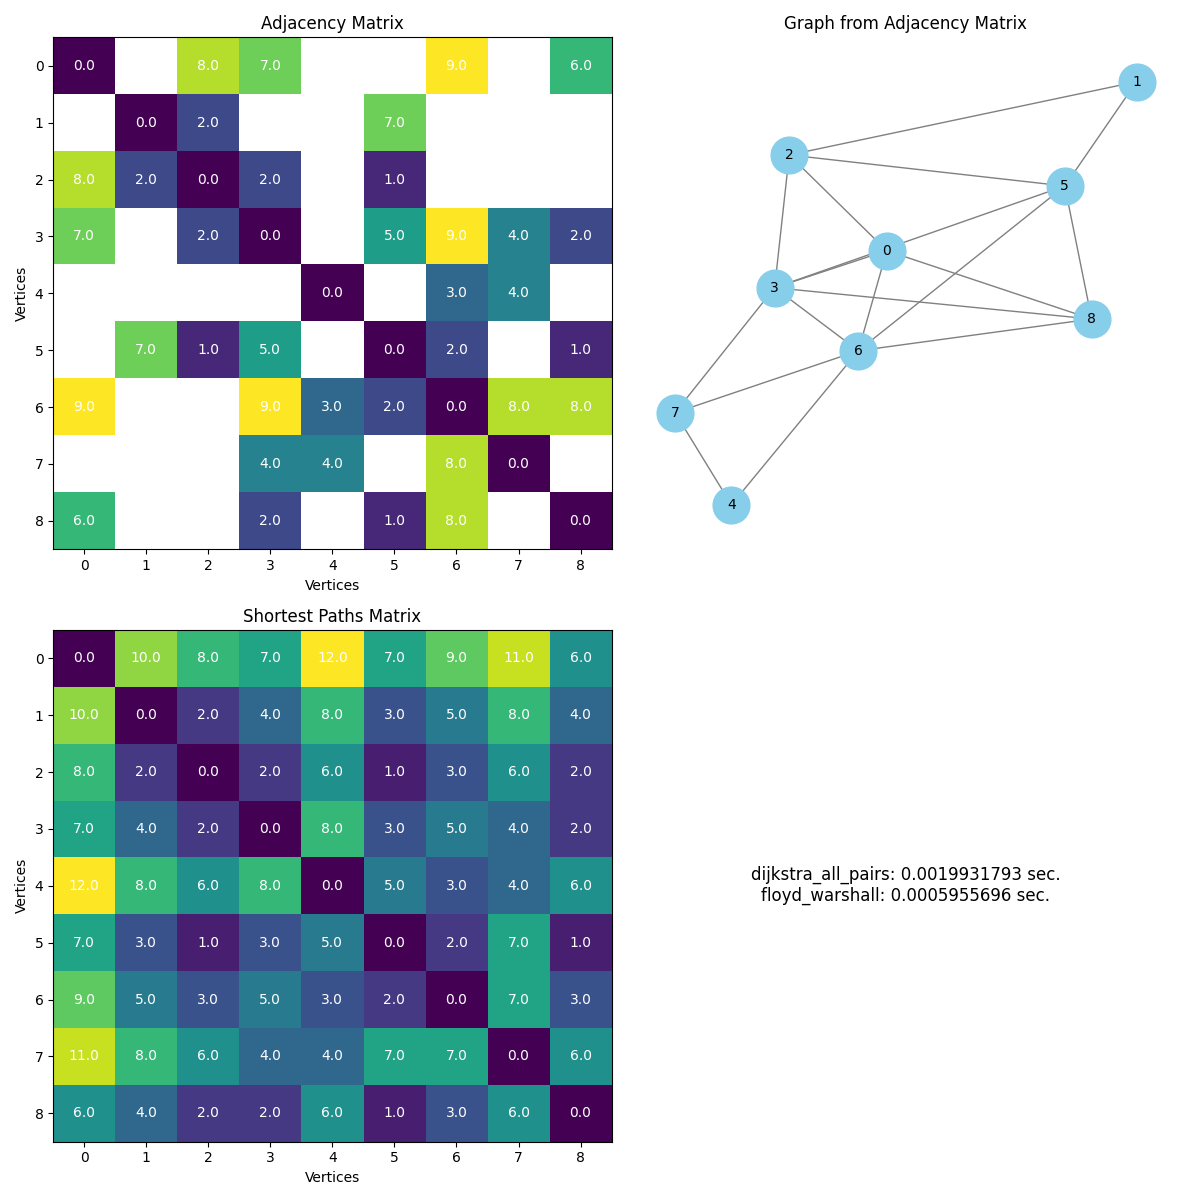 Adjacency Matrix
0 0.0 8.0 7.0 9.0 6.0
1 0.0 2.0 7.0
2 8.0 2.0 0.0 2.0 1.0
3 7.0 2.0 0.0 5.0 9.0 4.0 2.0
4 0.0 3.0 4.0
5 7.0 1.0 5.0 0.0 2.0 1.0
6 9.0 9.0 3.0 2.0 0.0 8.0 8.0
7 4.0 4.0 8.0 0.0
8 6.0 2.0 1.0 8.0 0.0
0 1 2 3 4 5 6 7 8
Vertices
Vertices
Graph from Adjacency Matrix
1
2
5
0
3
8
6
7
4
Shortest Paths Matrix
0 0.0 10.0 8.0 7.0 12.0 7.0 9.0 11.0 6.0
1 10.0 0.0 2.0 4.0 8.0 3.0 5.0 8.0 4.0
2 8.0 2.0 0.0 2.0 6.0 1.0 3.0 6.0 2.0
3 7.0 4.0 2.0 0.0 8.0 3.0 5.0 4.0 2.0
4 12.0 8.0 6.0 8.0 0.0 5.0 3.0 4.0 6.0
5 7.0 3.0 1.0 3.0 5.0 0.0 2.0 7.0 1.0
6 9.0 5.0 3.0 5.0 3.0 2.0 0.0 7.0 3.0
7 11.0 8.0 6.0 4.0 4.0 7.0 7.0 0.0 6.0
8 6.0 4.0 2.0 2.0 6.0 1.0 3.0 6.0 0.0
0 1 2 3 4 5 6 7 8
Vertices
Vertices
dijkstra_all_pairs: 0.0019931793 sec.
floyd_warshall: 0.0005955696 sec.